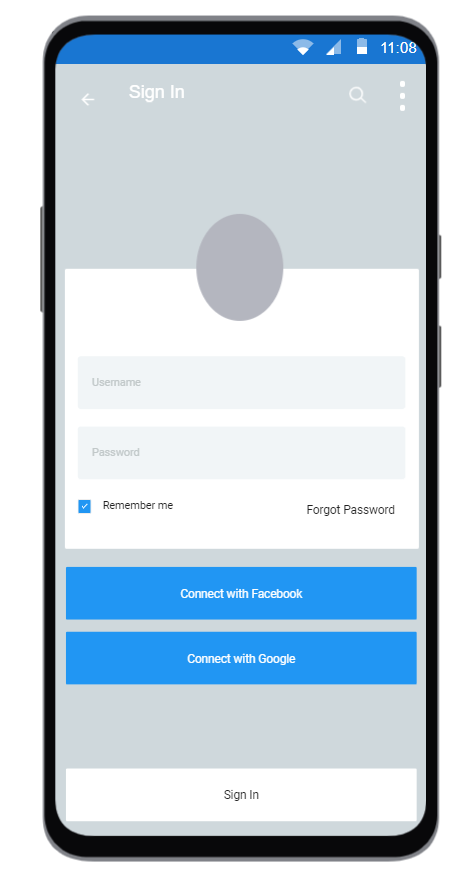 11:08
Sign In
Username
Password
Remember me
Forgot Password
Connect with Facebook
Connect with Google
Sign In